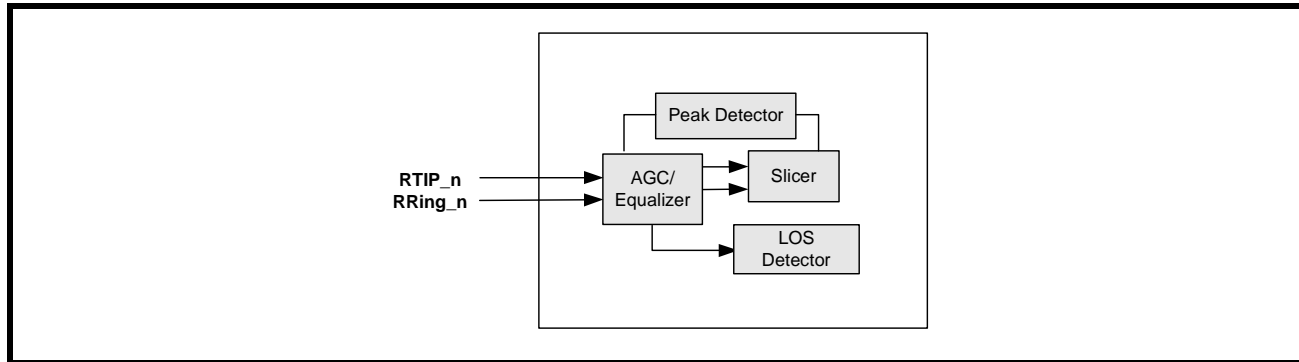 Peak Detector
RTIP_n
RRing_n
AGC/
Equalizer
Slicer
LOS
Detector